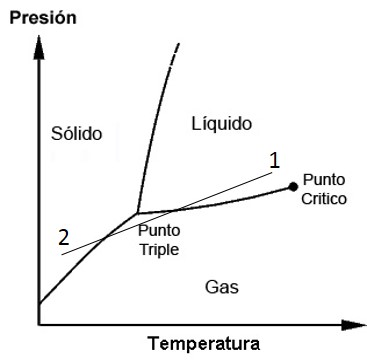 Presión
Sólido
Líquido
1
Punto
Critico
2
Punto
Triple
Gas
Temperatura